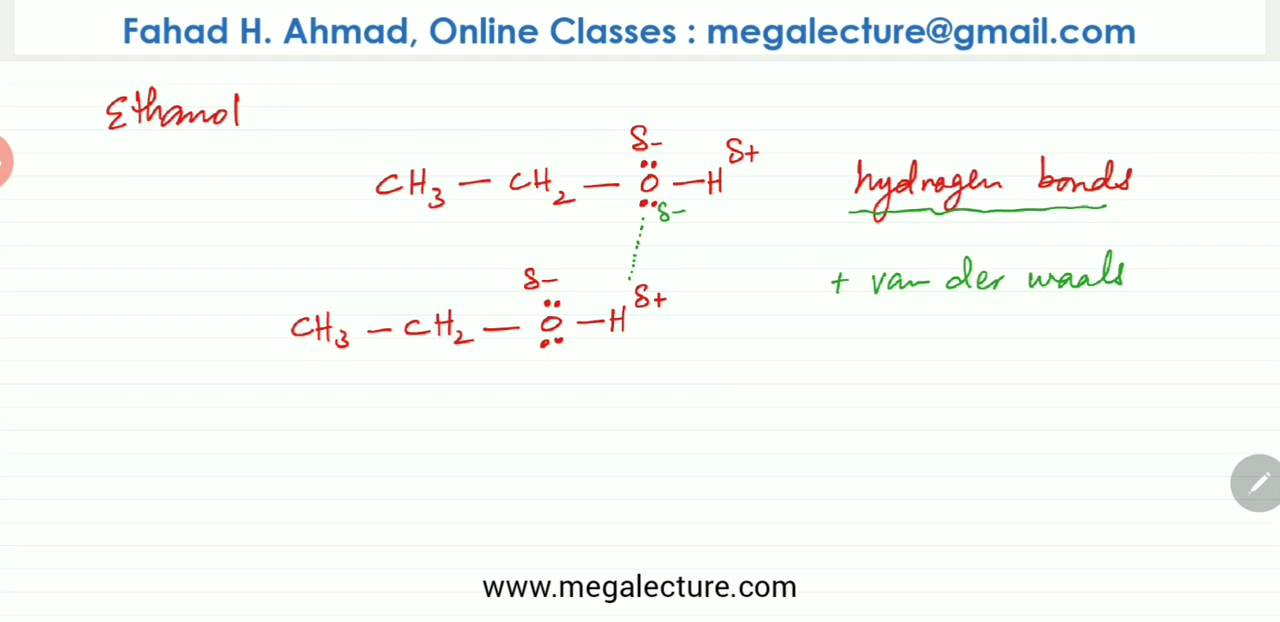 Fahad H. Ahmad, Online Classes : megalecture@gmail.com
Ethanol
δ-
δ+
CH3 — CH2 — O — H
δ-
hydrogen bonds
+ van der waals
δ-
δ+
CH3 — CH2 — O — H
www.megalecture.com